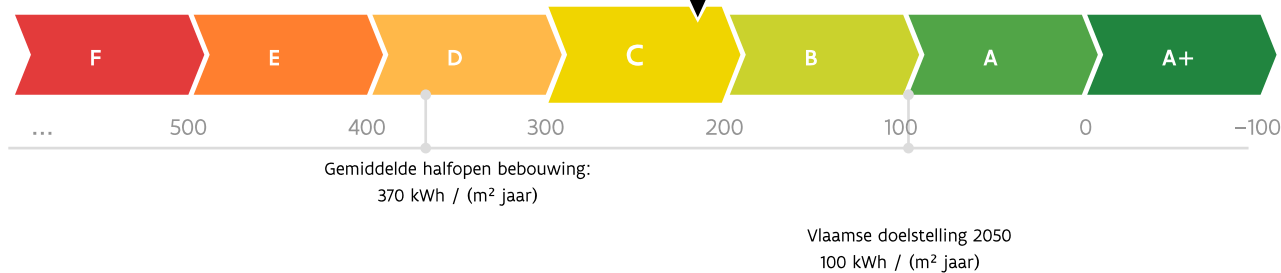 F E D C B A A+
... 500 400 300 200 100 0 −100
Gemiddelde halfopen bebouwing:
370 kWh / (m² jaar)
Vlaamse doelstelling 2050
100 kWh / (m² jaar)